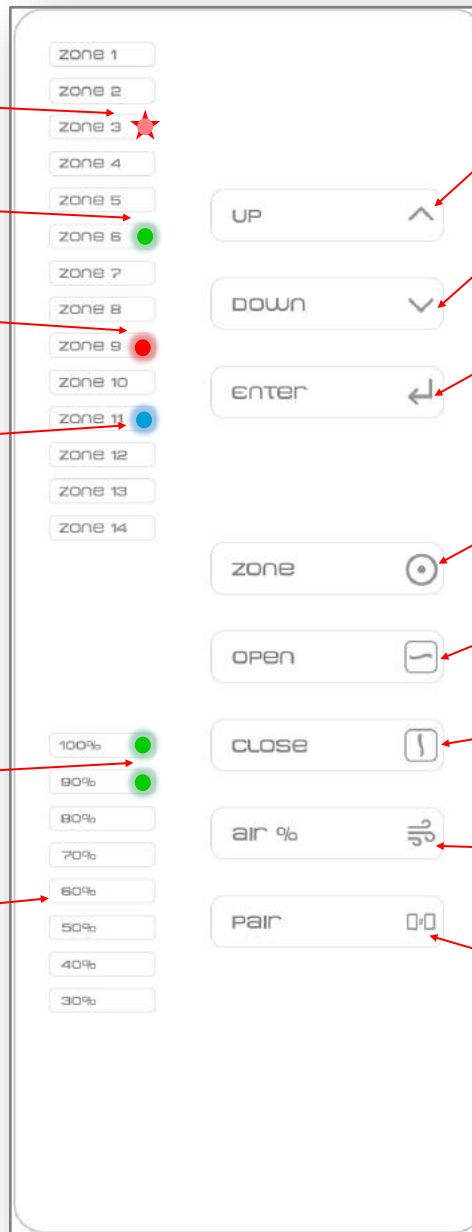 zone 1
zone 2
zone 3
zone 4
zone 5
zone 6
zone 7
zone 8
zone 9
zone 10
zone 11
zone 12
zone 13
zone 14
UP
DOWN
enter
zone
open
close
air %
pair
100%
90%
80%
70%
60%
50%
40%
30%